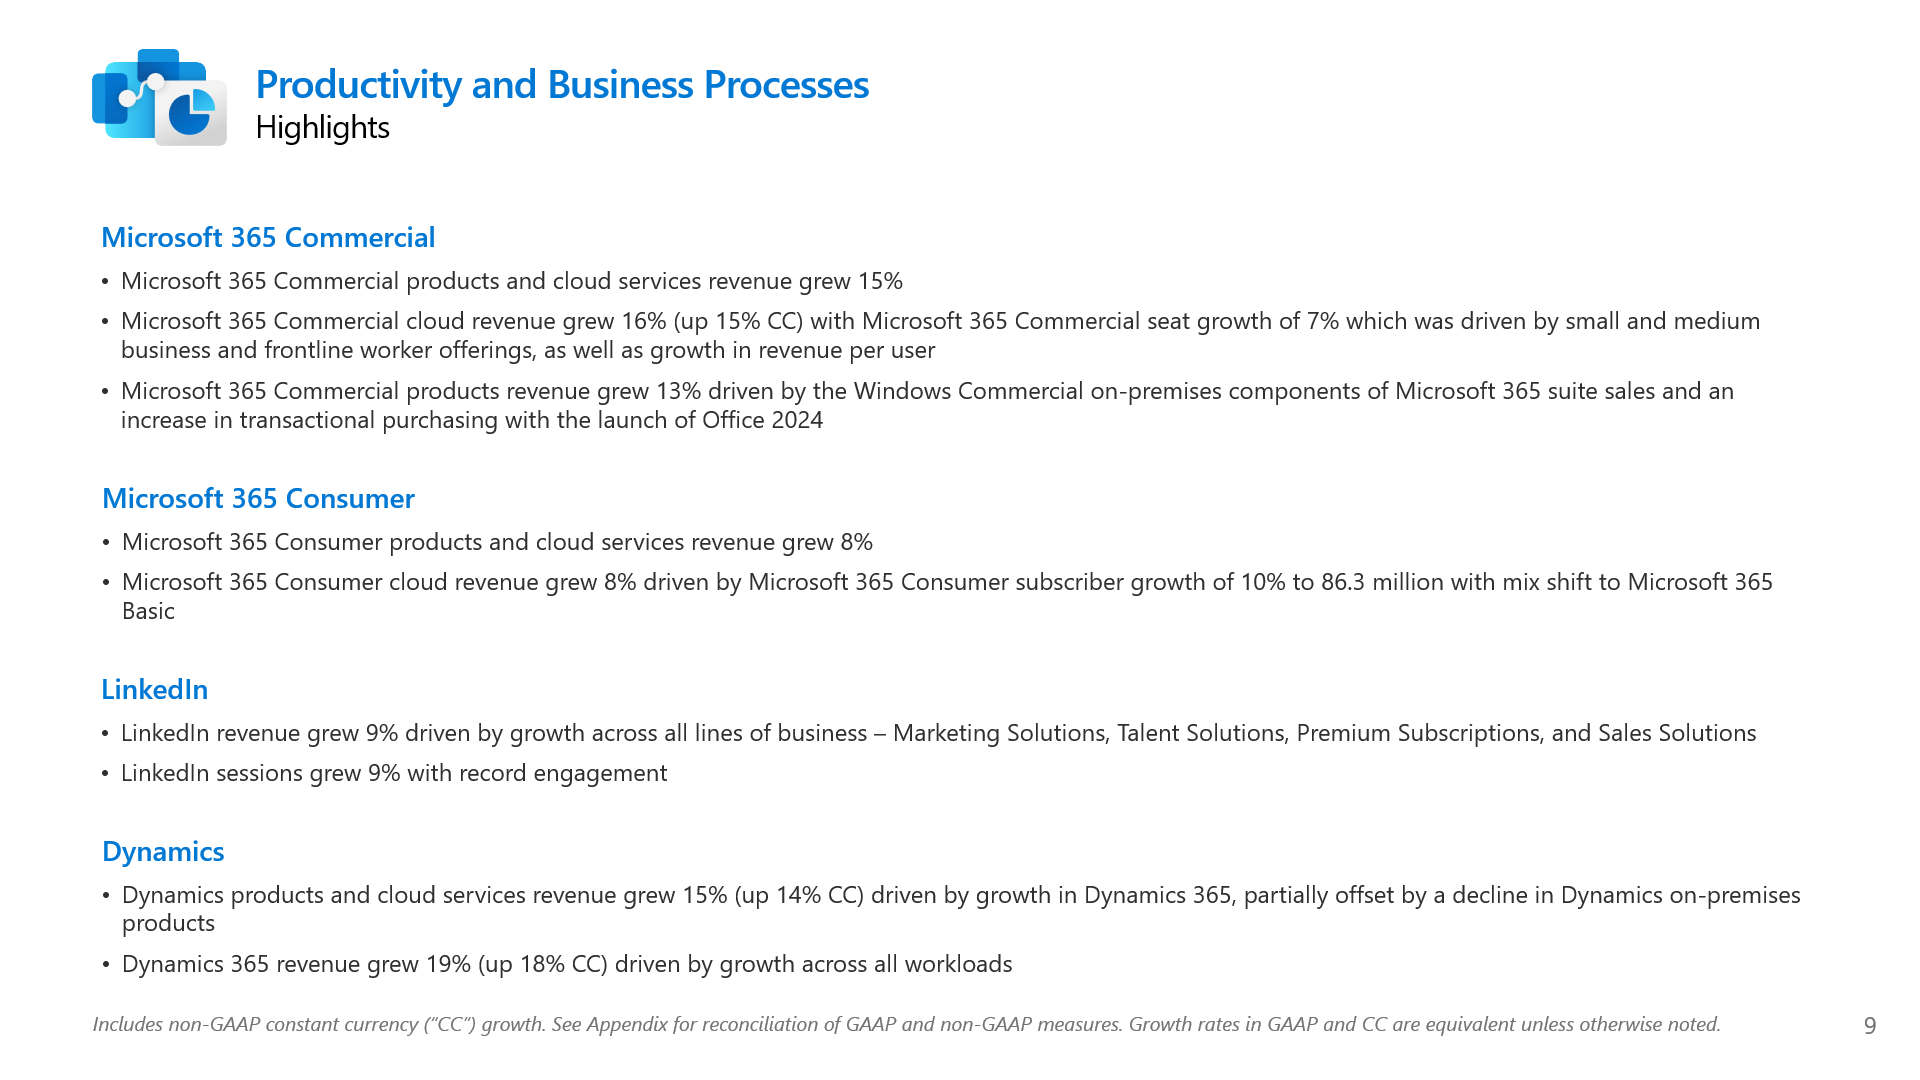 Productivity and Business Processes
Highlights
Microsoft 365 Commercial
• Microsoft 365 Commercial products and cloud services revenue grew 15%
• Microsoft 365 Commercial cloud revenue grew 16% (up 15% CC) with Microsoft 365 Commercial seat growth of 7% which was driven by small and medium
business and frontline worker offerings, as well as growth in revenue per user
• Microsoft 365 Commercial products revenue grew 13% driven by the Windows Commercial on-premises components of Microsoft 365 suite sales and an
increase in transactional purchasing with the launch of Office 2024
Microsoft 365 Consumer
• Microsoft 365 Consumer products and cloud services revenue grew 8%
• Microsoft 365 Consumer cloud revenue grew 8% driven by Microsoft 365 Consumer subscriber growth of 10% to 86.3 million with mix shift to Microsoft 365
Basic
LinkedIn
• LinkedIn revenue grew 9% driven by growth across all lines of business – Marketing Solutions, Talent Solutions, Premium Subscriptions, and Sales Solutions
• LinkedIn sessions grew 9% with record engagement
Dynamics
• Dynamics products and cloud services revenue grew 15% (up 14% CC) driven by growth in Dynamics 365, partially offset by a decline in Dynamics on-premises
products
• Dynamics 365 revenue grew 19% (up 18% CC) driven by growth across all workloads
Includes non-GAAP constant currency (“CC”) growth. See Appendix for reconciliation of GAAP and non-GAAP measures. Growth rates in GAAP and CC are equivalent unless otherwise noted.
9